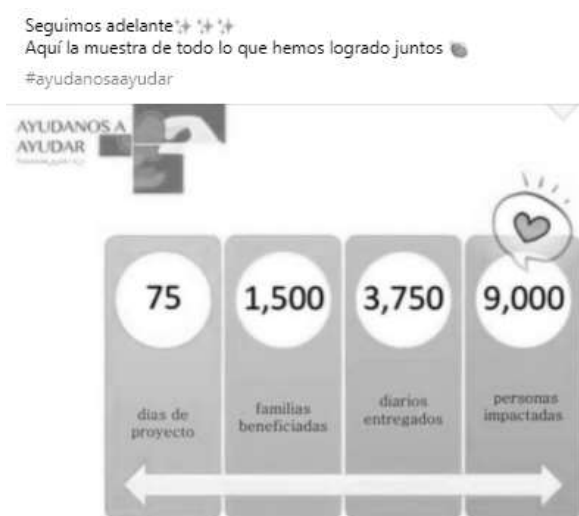 Seguimos adelante✨✨✨
Aquí la muestra de todo lo que hemos logrado juntos
#ayudanosaayudar
AYUDANOS A
AYUDAR
75
1,500
3,750
9,000
dias de
proyecto
familias
beneficiadas
diarios
entregados
personas
impactadas